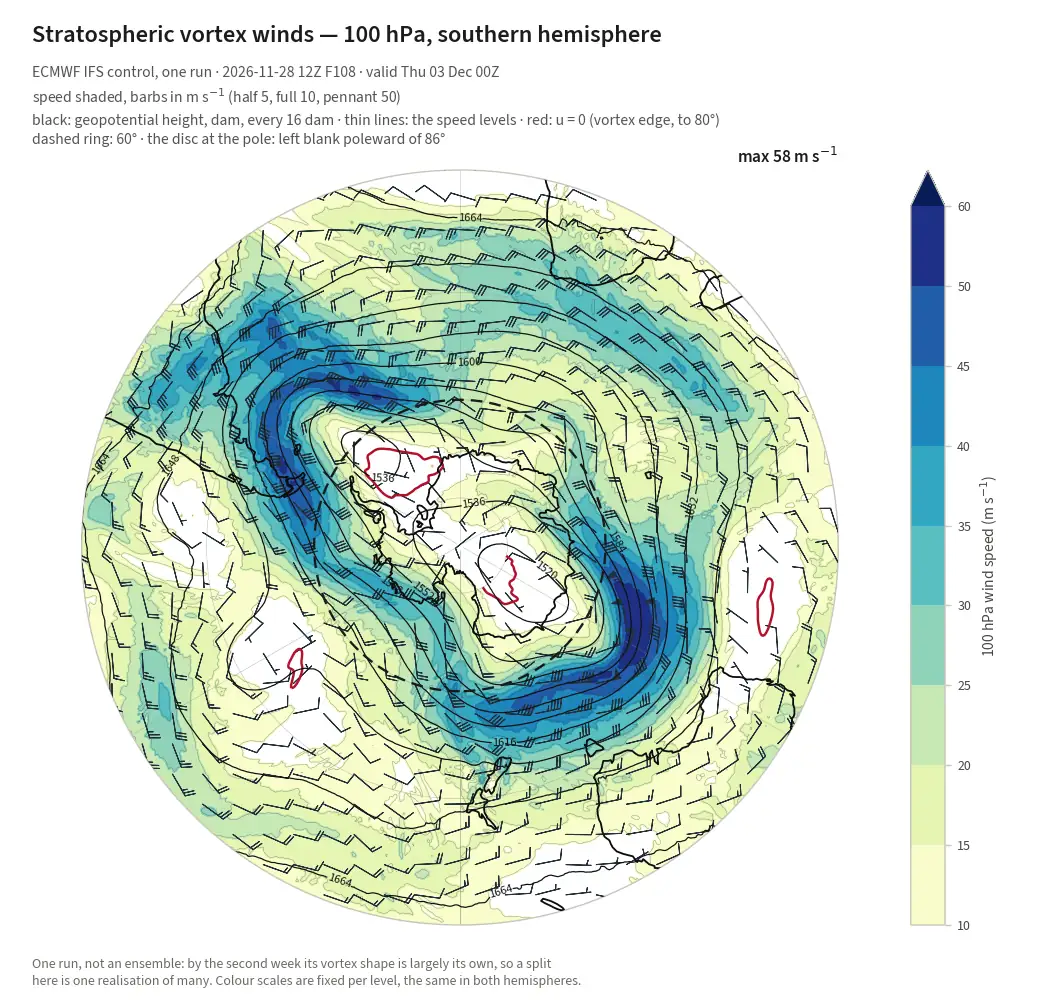 Stratospheric vortex winds — 100 hPa, southern hemisphere
ECMWF IFS control, one run · 2026-11-28 12Z F108 · valid Thu 03 Dec 00Z
speed shaded, barbs in m s⁻¹ (half 5, full 10, pennant 50)
black: geopotential height, dam, every 16 dam · thin lines: the speed levels · red: u = 0 (vortex edge, to 80°)
dashed ring: 60° · the disc at the pole: left blank poleward of 86°
max 58 m s⁻¹
60
50
45
40
35
30
25
20
15
10
100 hPa wind speed (m s⁻¹)
1664
1600
1664
1648
1536
1536
1552
1584
1520
1552
1616
1664
1664
One run, not an ensemble: by the second week its vortex shape is largely its own, so a split
here is one realisation of many. Colour scales are fixed per level, the same in both hemispheres.